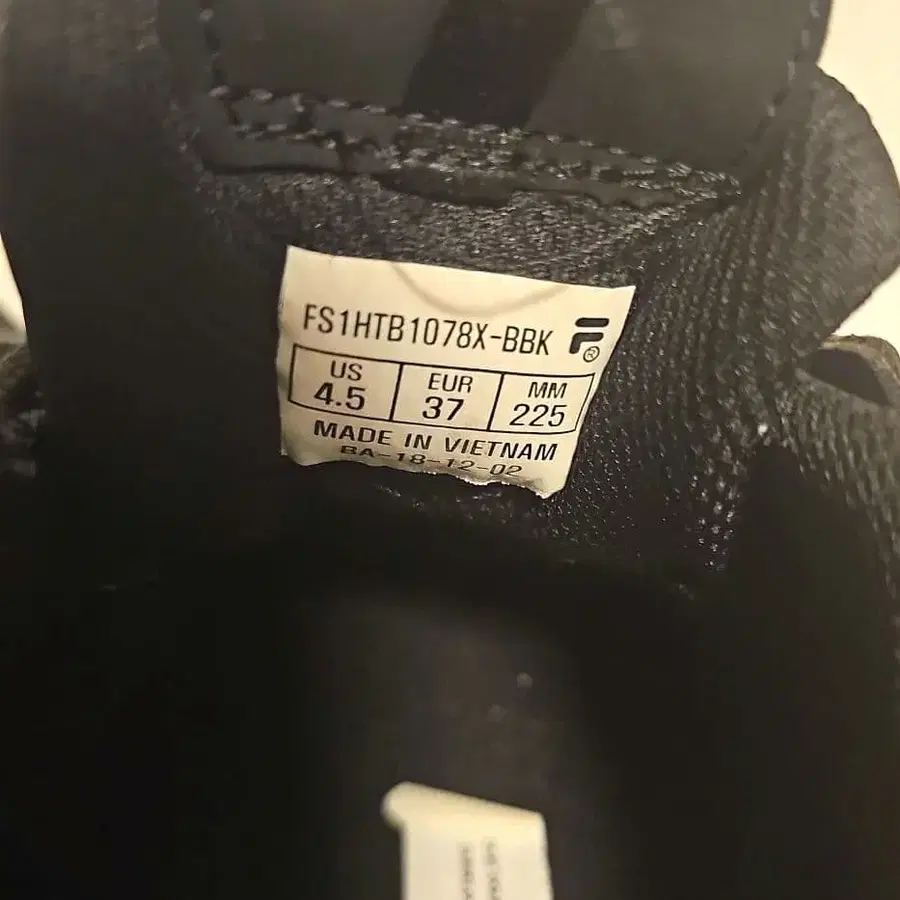 FS1HTB1078X-BBK
US EUR MM
4.5 37 225
MADE IN VIETNAM
BA-18-12-02